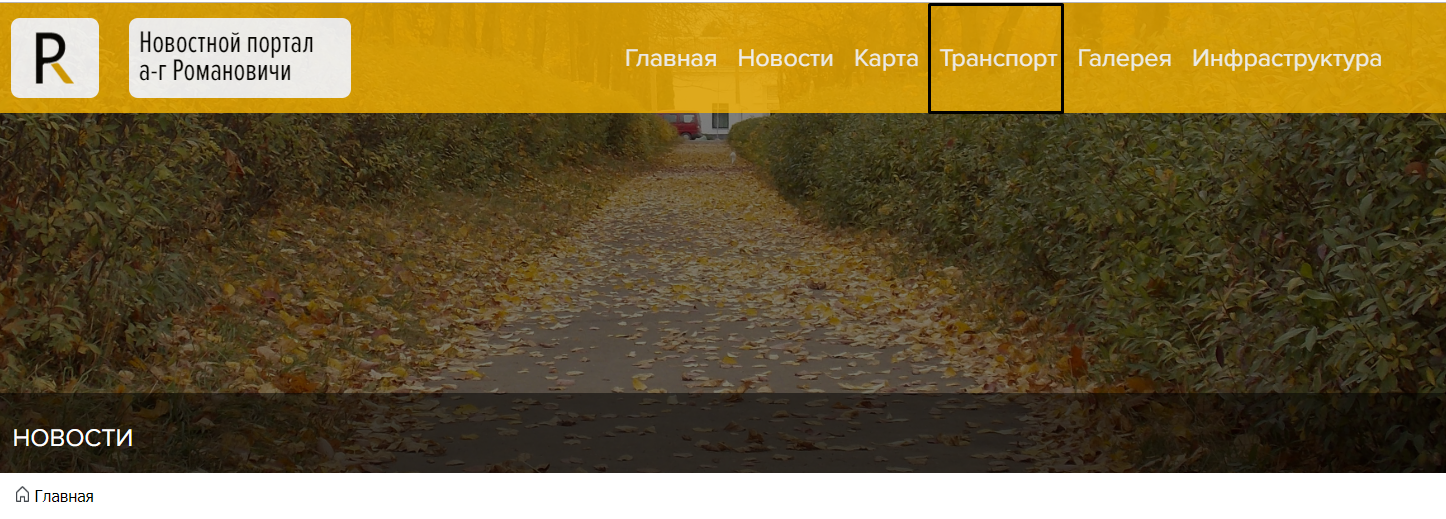 R
Новостной портал
а-г Романовичи
Главная Новости Карта Транспорт Галерея Инфраструктура
НОВОСТИ
Главная